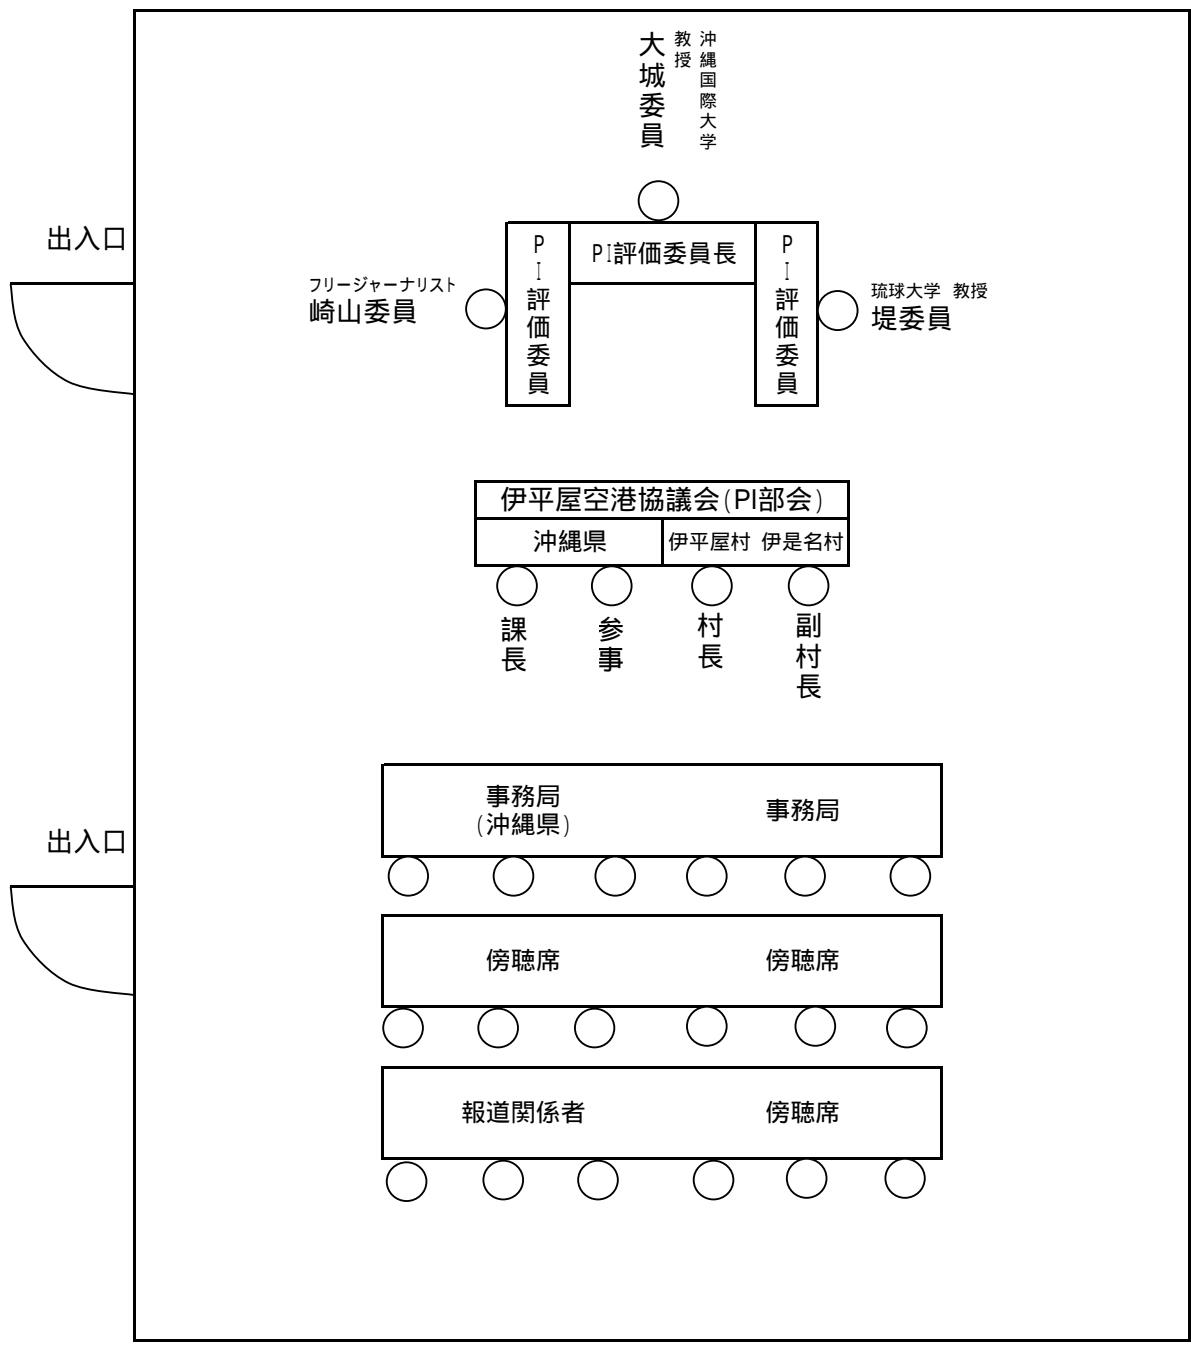 沖縄国際大学
教授
大城委員
出入口
PI評価委員長
PI評価委員
PI評価委員
フリージャーナリスト
崎山委員
琉球大学 教授
堤委員
伊平屋空港協議会(PI部会)
沖縄県
伊平屋村 伊是名村
課長
参事
村長
副村長
事務局
(沖縄県)
事務局
出入口
傍聴席
傍聴席
報道関係者
傍聴席